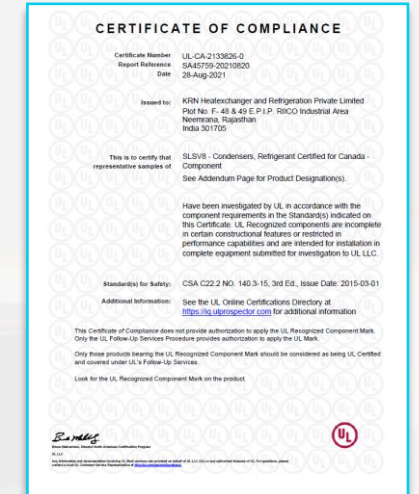 CERTIFICATE OF COMPLIANCE
Certificate Number UL-CA-2133826-0
Report Reference SA45759-20210820
Date 28-Aug-2021
Issued to: KRN Heatexchanger and Refrigeration Private Limited
Plot No. F- 48 & 49 E.P.I.P. RIICO Industrial Area
Neemrana, Rajasthan
India 301705
This is to certify that SLSV8 - Condensers, Refrigerant Certified for Canada -
representative samples of Component
See Addendum Page for Product Designation(s).
Have been investigated by UL in accordance with the
component requirements in the Standard(s) indicated on
this Certificate. UL Recognized components are incomplete
in certain constructional features or restricted in
performance capabilities and are intended for installation in
complete equipment submitted for investigation to UL LLC.
Standard(s) for Safety: CSA C22.2 NO. 140.3-15, 3rd Ed., Issue Date: 2015-03-01
Additional Information: See the UL Online Certifications Directory at
https://iq.ulprospector.com for additional information
This Certificate of Compliance does not provide authorization to apply the UL Recognized Component Mark.
Only the UL Follow-Up Services Procedure provides authorization to apply the UL Mark.
Only those products bearing the UL Recognized Component Mark should be considered as being UL Certified
and covered under UL's Follow-Up Services.
Look for the UL Recognized Component Mark on the product.
UL
UL LLC